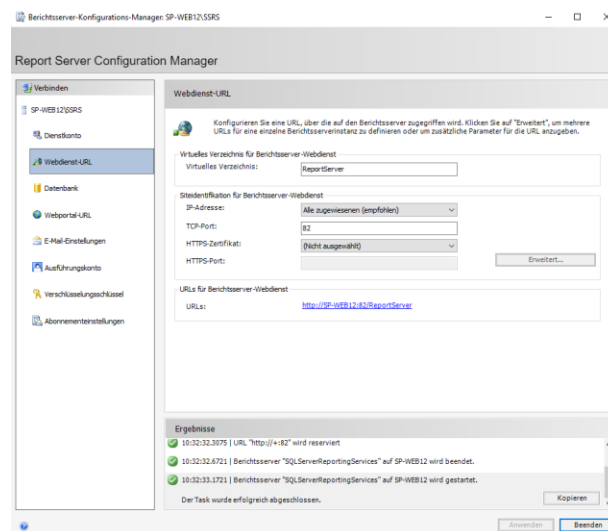 Berichtsserver-Konfigurations-Manager: SP-WEB12\SSRS
Report Server Configuration Manager
Verbinden
SP-WEB12\SSRS
Dienstkonto
Webdienst-URL
Datenbank
Webportal-URL
E-Mail-Einstellungen
Ausführungskonto
Verschlüsselungsschlüssel
Abonnementeinstellungen
Webdienst-URL
Konfigurieren Sie eine URL, über die auf den Berichtsserver zugegriffen wird. Klicken Sie auf "Erweitert", um mehrere
URLs für eine einzelne Berichtsserverinstanz zu definieren oder um zusätzliche Parameter für die URL anzugeben.
Virtuelles Verzeichnis für Berichtsserver-Webdienst
Virtuelles Verzeichnis: ReportServer
Siteidentifikation für Berichtsserver-Webdienst
IP-Adresse: Alle zugewiesenen (empfohlen)
TCP-Port: 82
HTTPS-Zertifikat: (Nicht ausgewählt)
HTTPS-Port:
Erweitert...
URLs für Berichtsserver-Webdienst
URLs: http://SP-WEB12:82/ReportServer
Ergebnisse
10:32:32.3075 | URL "http://+:82" wird reserviert
10:32:32.6721 | Berichtsserver "SQLServerReportingServices" auf SP-WEB12 wird beendet.
10:32:33.1721 | Berichtsserver "SQLServerReportingServices" auf SP-WEB12 wird gestartet.
Der Task wurde erfolgreich abgeschlossen.
Kopieren
Anwenden Beenden